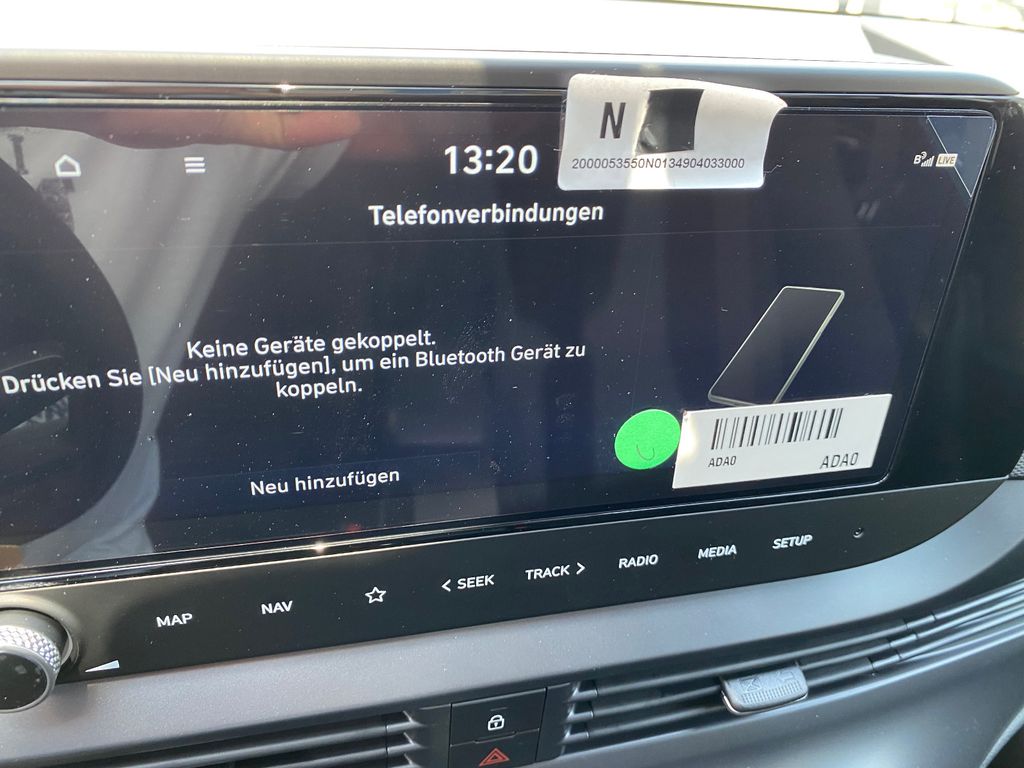 N
13:20
2000053550N0134904033000
LIVE
Telefonverbindungen
Keine Geräte gekoppelt.
Drücken Sie [Neu hinzufügen], um ein Bluetooth Gerät zu
koppeln.
ADA0
ADA0
Neu hinzufügen
MAP
NAV
< SEEK
TRACK >
RADIO
MEDIA
SETUP